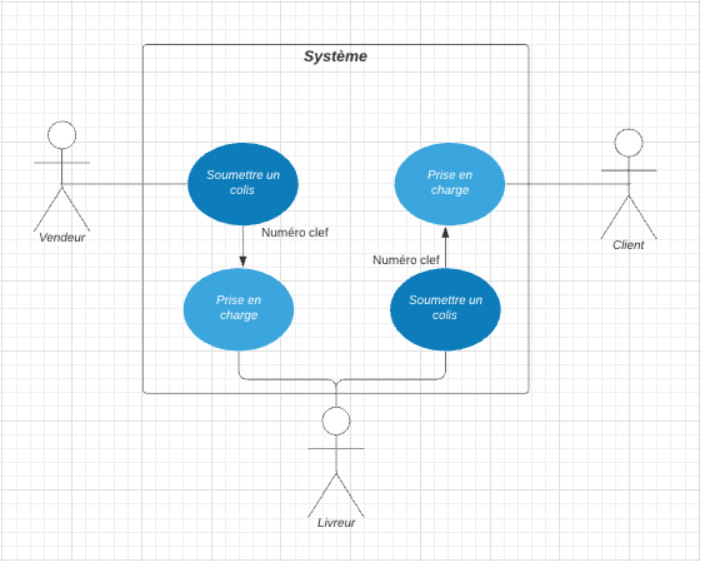 Système
Soumettre un
colis
Prise en
charge
Vendeur
Numéro clef
Client
Numéro clef
Prise en
charge
Soumettre un
colis
Livreur